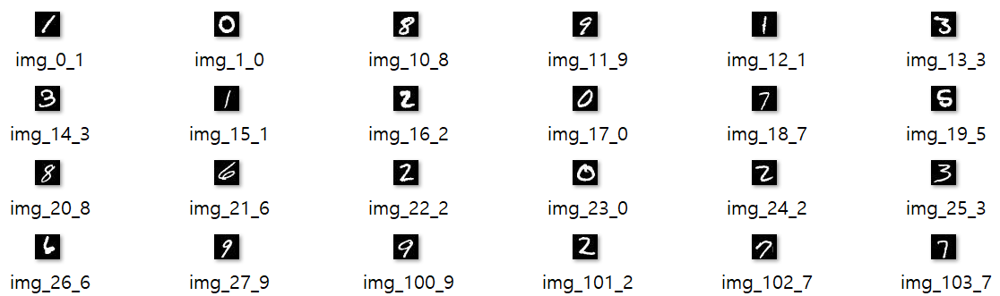 1 0 8 9 1 3
img_0_1 img_1_0 img_10_8 img_11_9 img_12_1 img_13_3
3 1 2 0 7 5
img_14_3 img_15_1 img_16_2 img_17_0 img_18_7 img_19_5
8 6 2 0 2 3
img_20_8 img_21_6 img_22_2 img_23_0 img_24_2 img_25_3
6 9 9 2 7 7
img_26_6 img_27_9 img_100_9 img_101_2 img_102_7 img_103_7